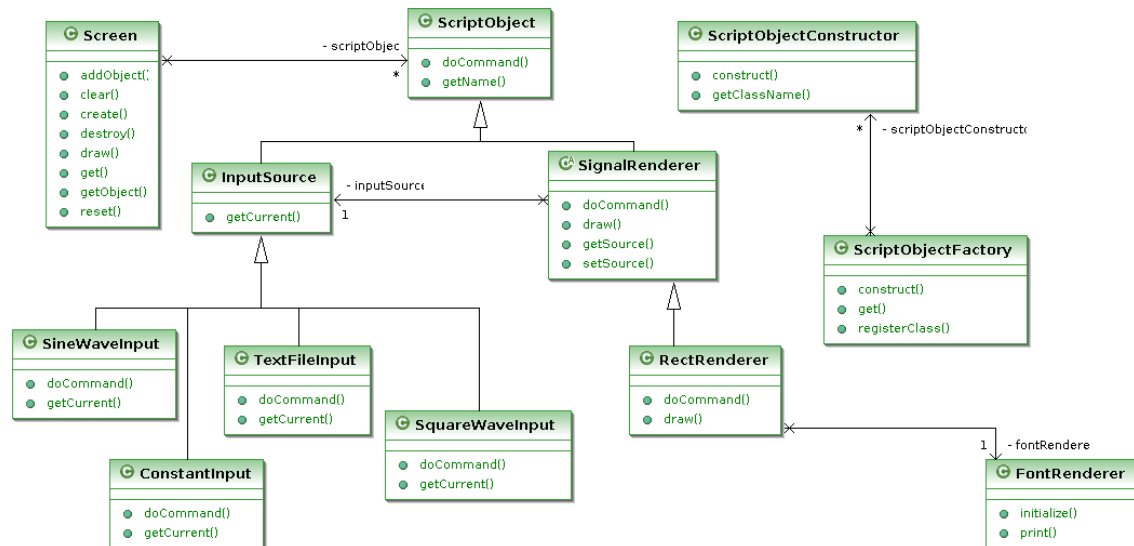 Screen
addObject()
clear()
create()
destroy()
draw()
get()
getObject()
reset()
- scriptObjec
*
ScriptObject
doCommand()
getName()
ScriptObjectConstructor
construct()
getClassName()
* - scriptObjectConstructo
InputSource
getCurrent()
- inputSource
1
SignalRenderer
doCommand()
draw()
getSource()
setSource()
ScriptObjectFactory
construct()
get()
registerClass()
SineWaveInput
doCommand()
getCurrent()
TextFileInput
doCommand()
getCurrent()
RectRenderer
doCommand()
draw()
SquareWaveInput
doCommand()
getCurrent()
1 - fontRendere
ConstantInput
doCommand()
getCurrent()
FontRenderer
initialize()
print()